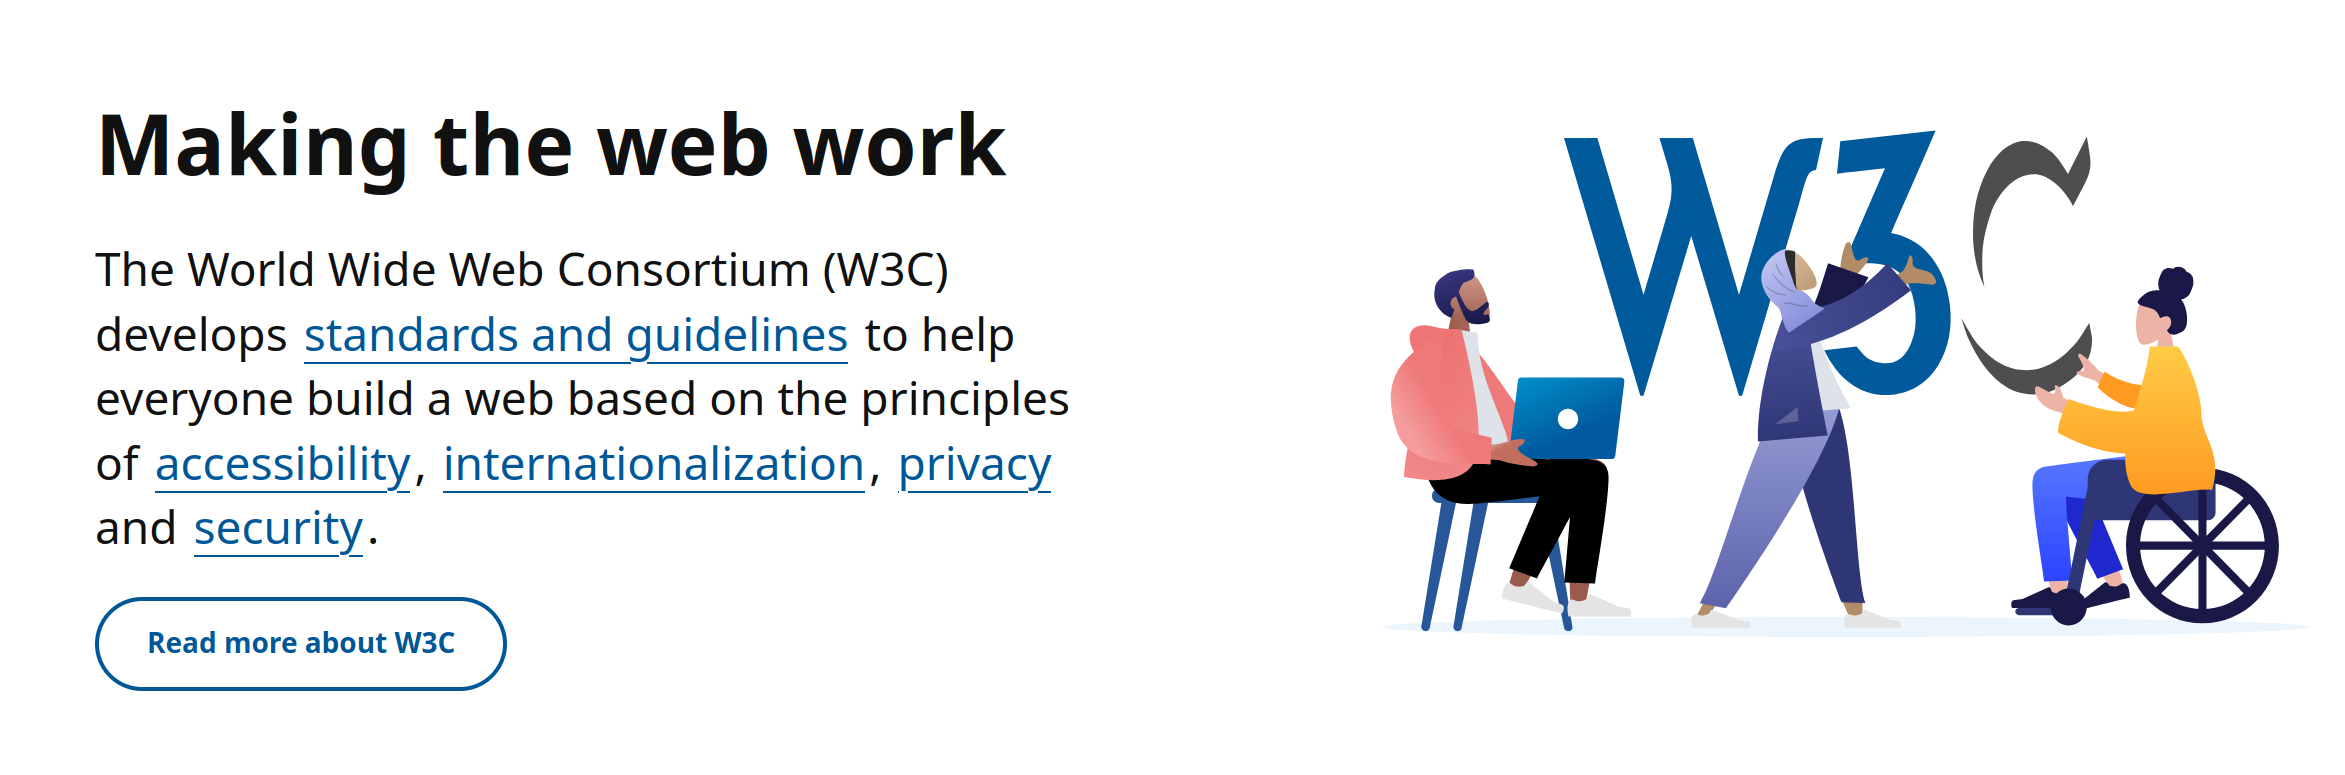 Making the web work
The World Wide Web Consortium (W3C)
develops standards and guidelines to help
everyone build a web based on the principles
of accessibility, internationalization, privacy
and security.
Read more about W3C
W3C